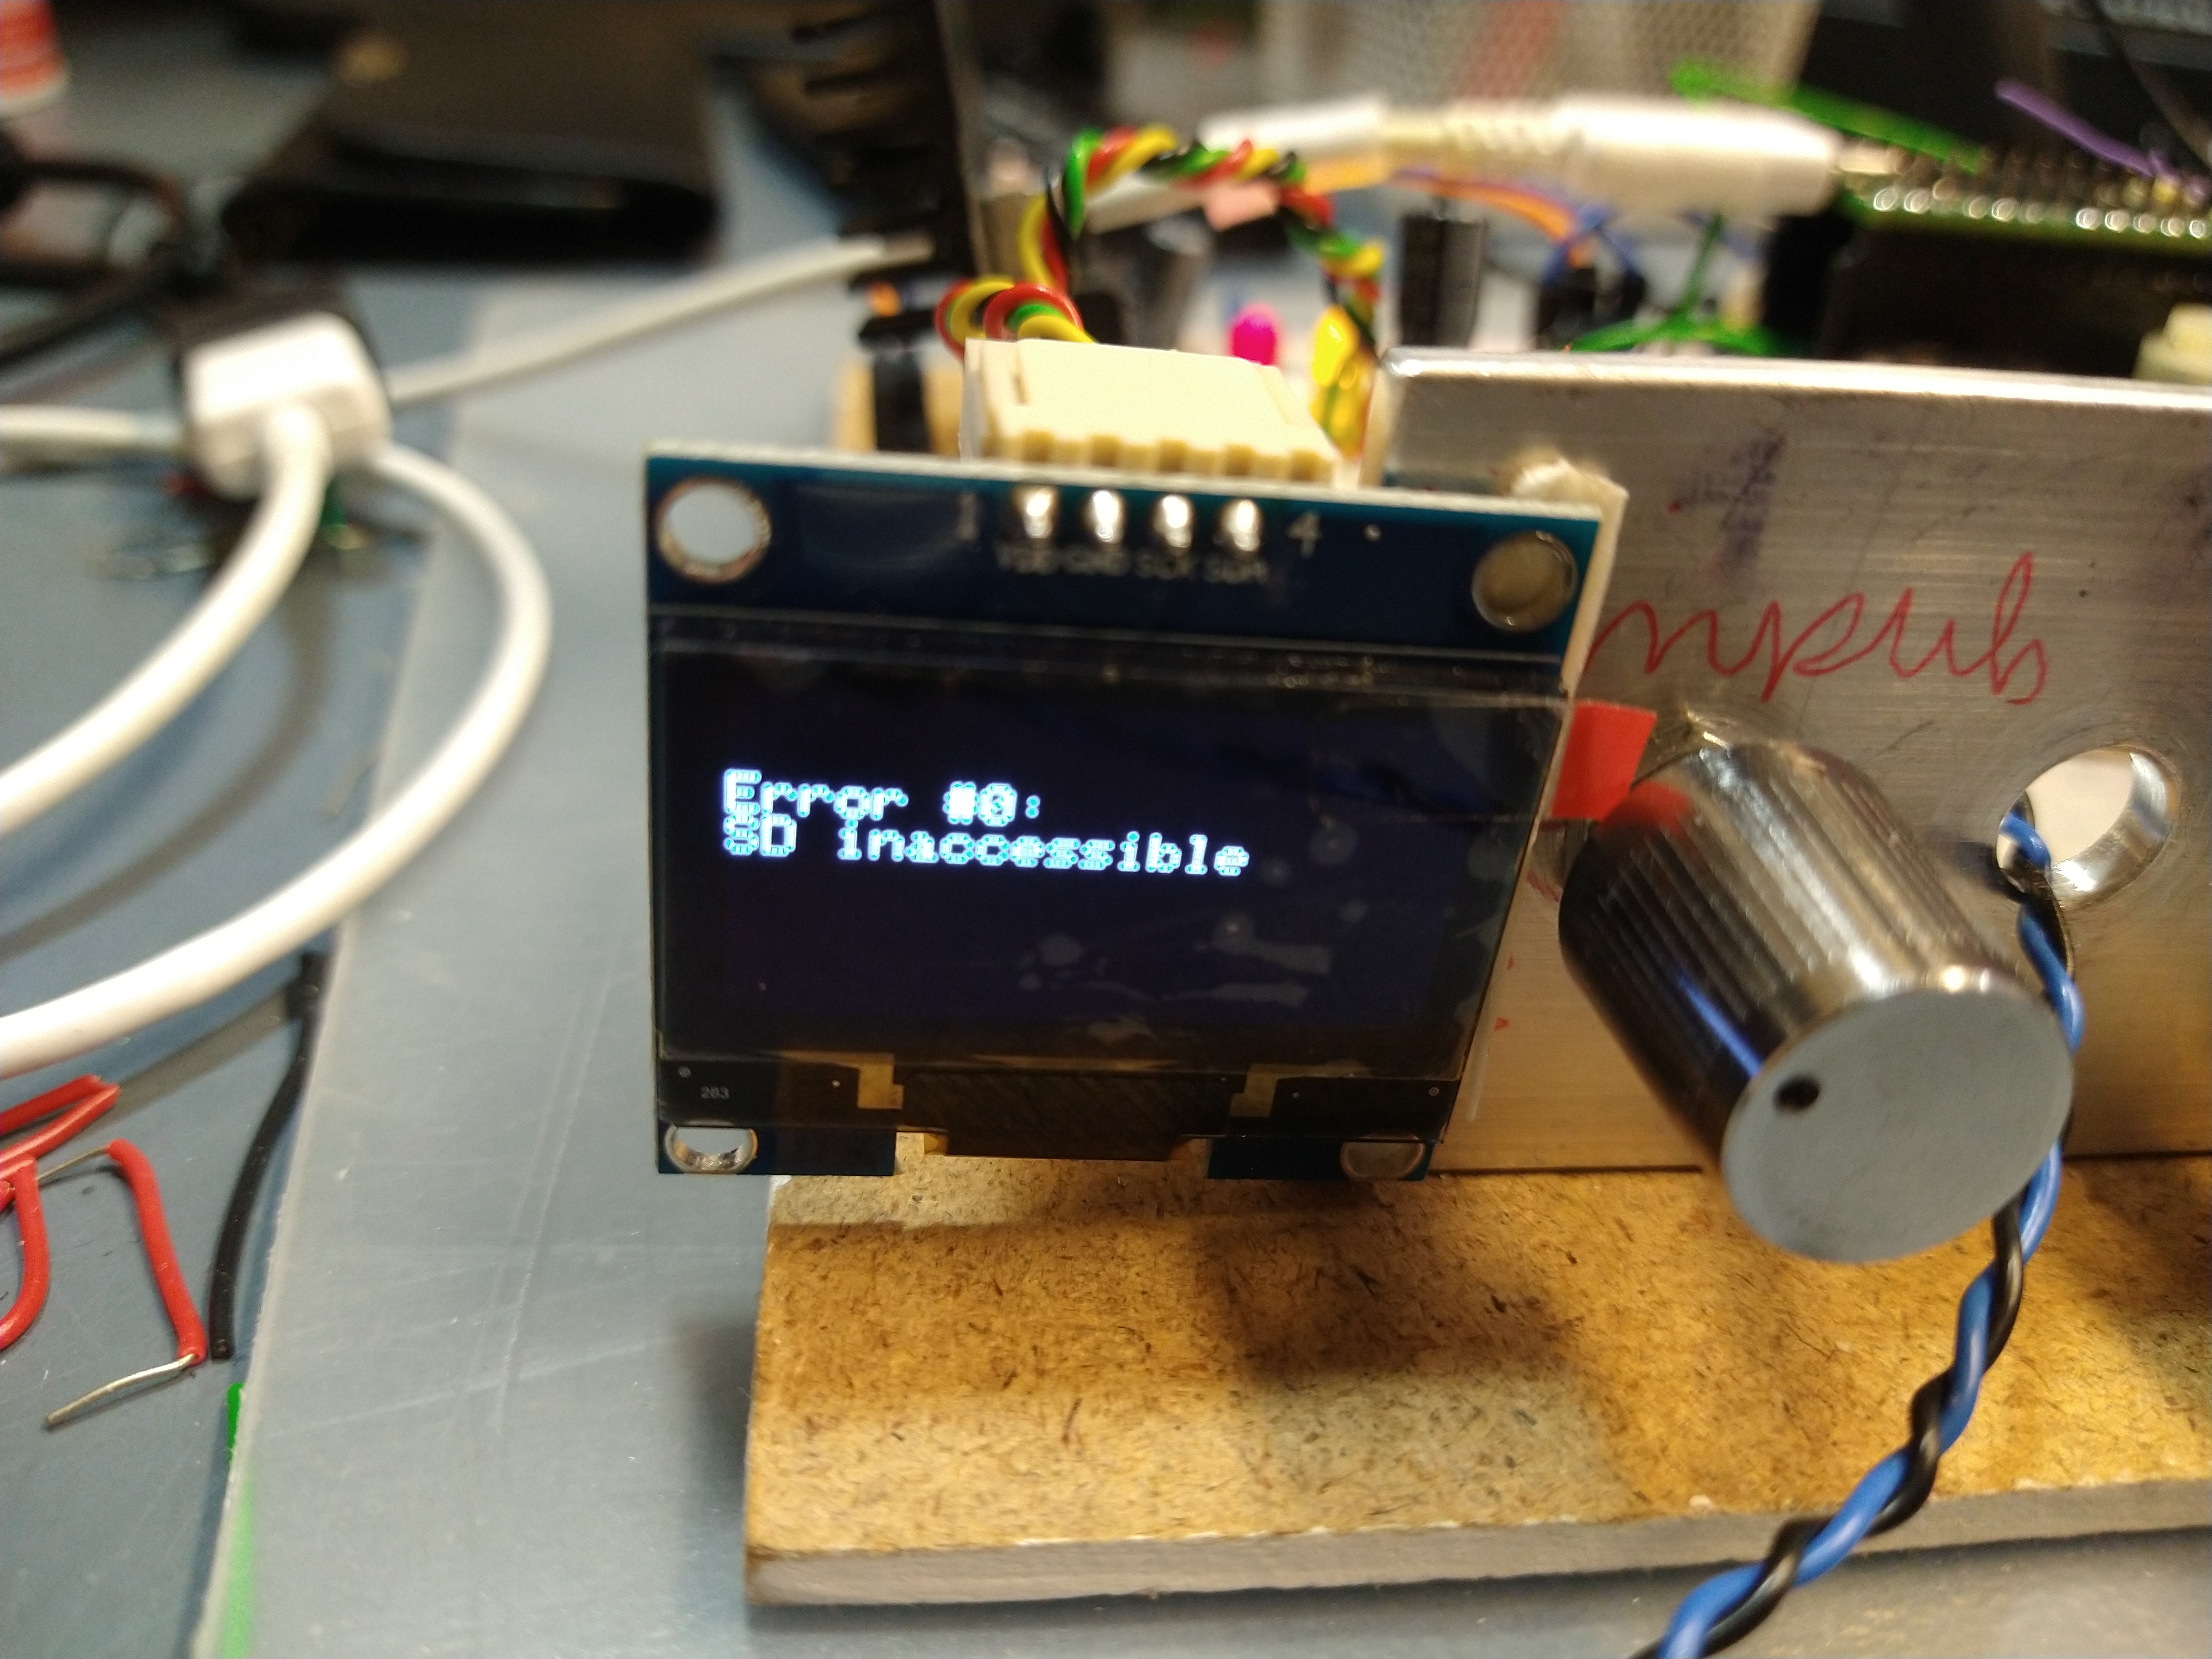 1 4
VDD GND SCK SDA
Error #0:
SD inaccessible
283